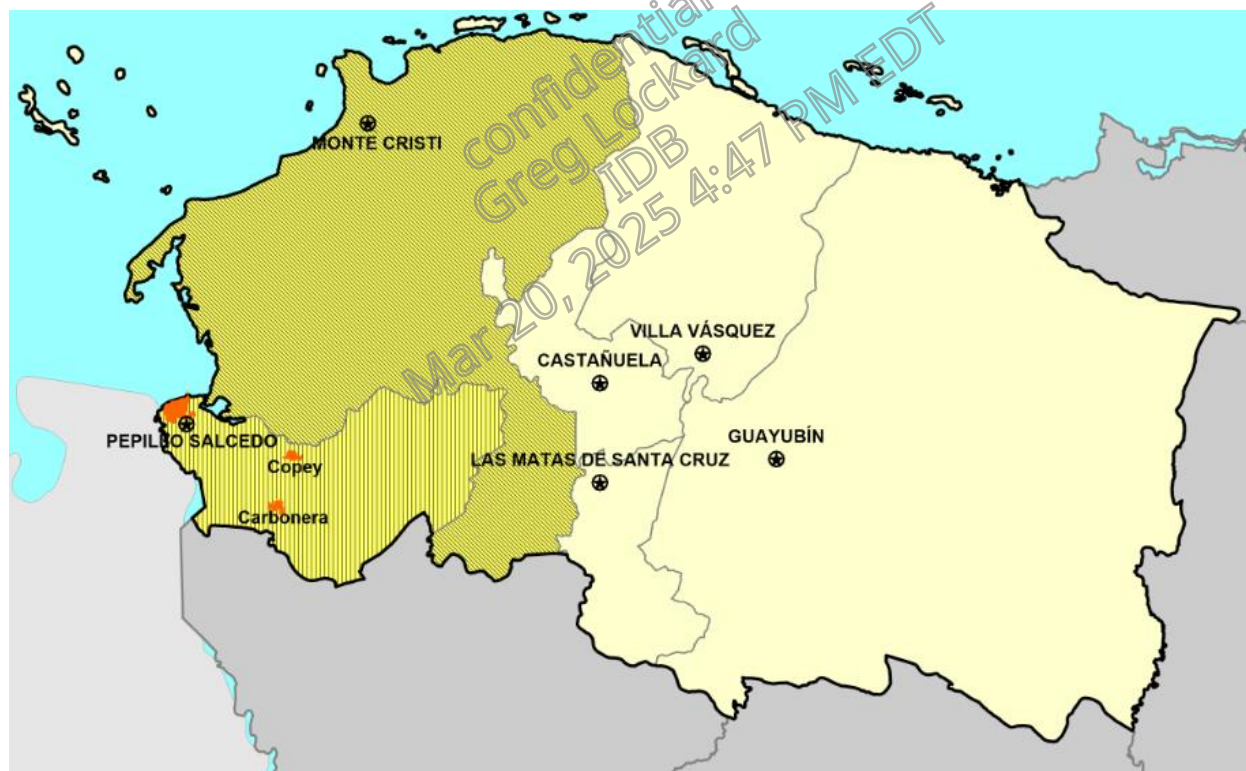 confidential
Greg Lockard
IDB
Mar 20, 2025 4:47 PM EDT
MONTE CRISTI
VILLA VÁSQUEZ
CASTAÑUELA
PEPILLO SALCEDO
GUAYUBÍN
LAS MATAS DE SANTA CRUZ
Copey
Carbonera